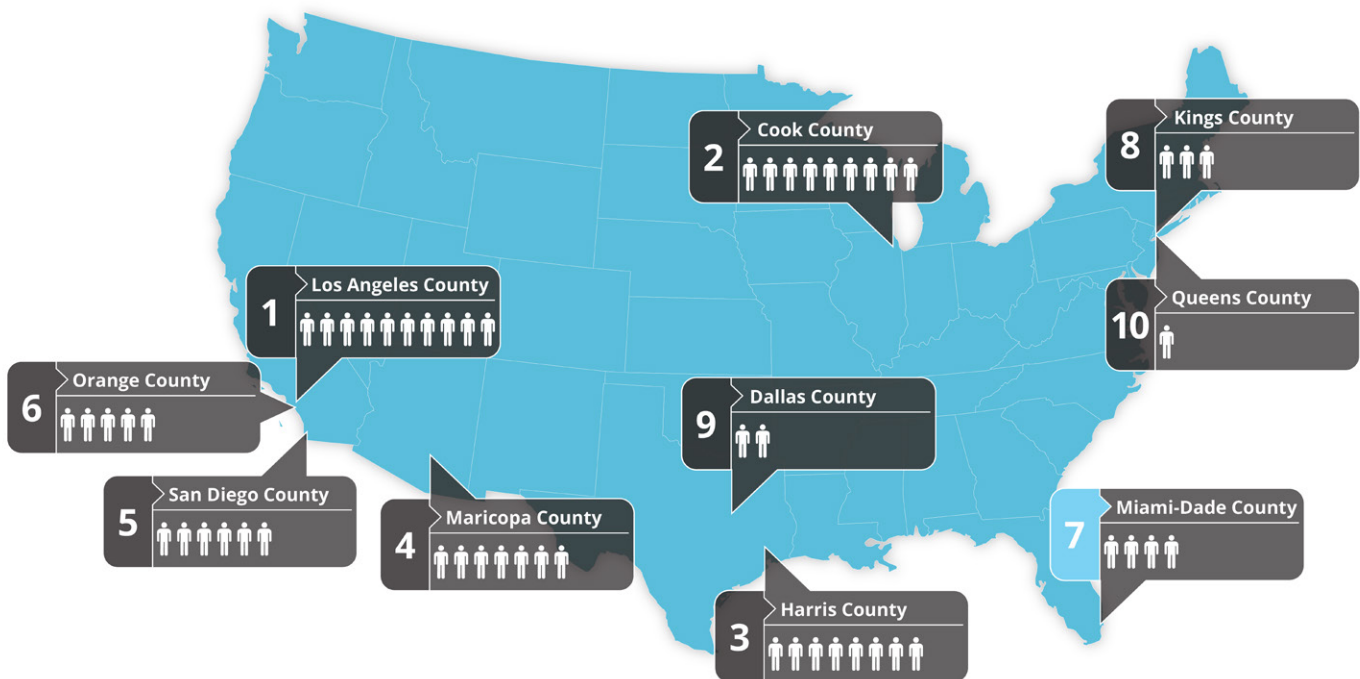 2
Cook County
8
Kings County
1
Los Angeles County
10
Queens County
6
Orange County
9
Dallas County
5
San Diego County
4
Maricopa County
7
Miami-Dade County
3
Harris County